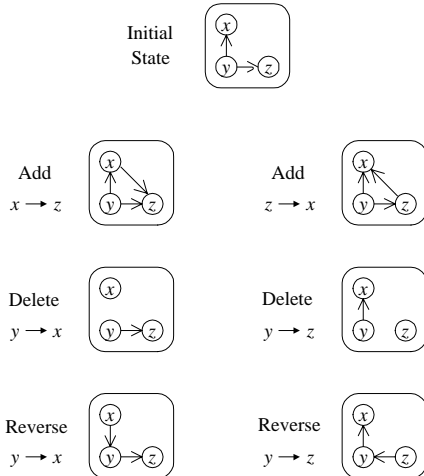 Initial
State
x
y z
Add
x → z
x
y z
Add
z → x
x
y z
Delete
y → x
x
y z
Delete
y → z
x
y z
Reverse
y → x
x
y z
Reverse
y → z
x
y z